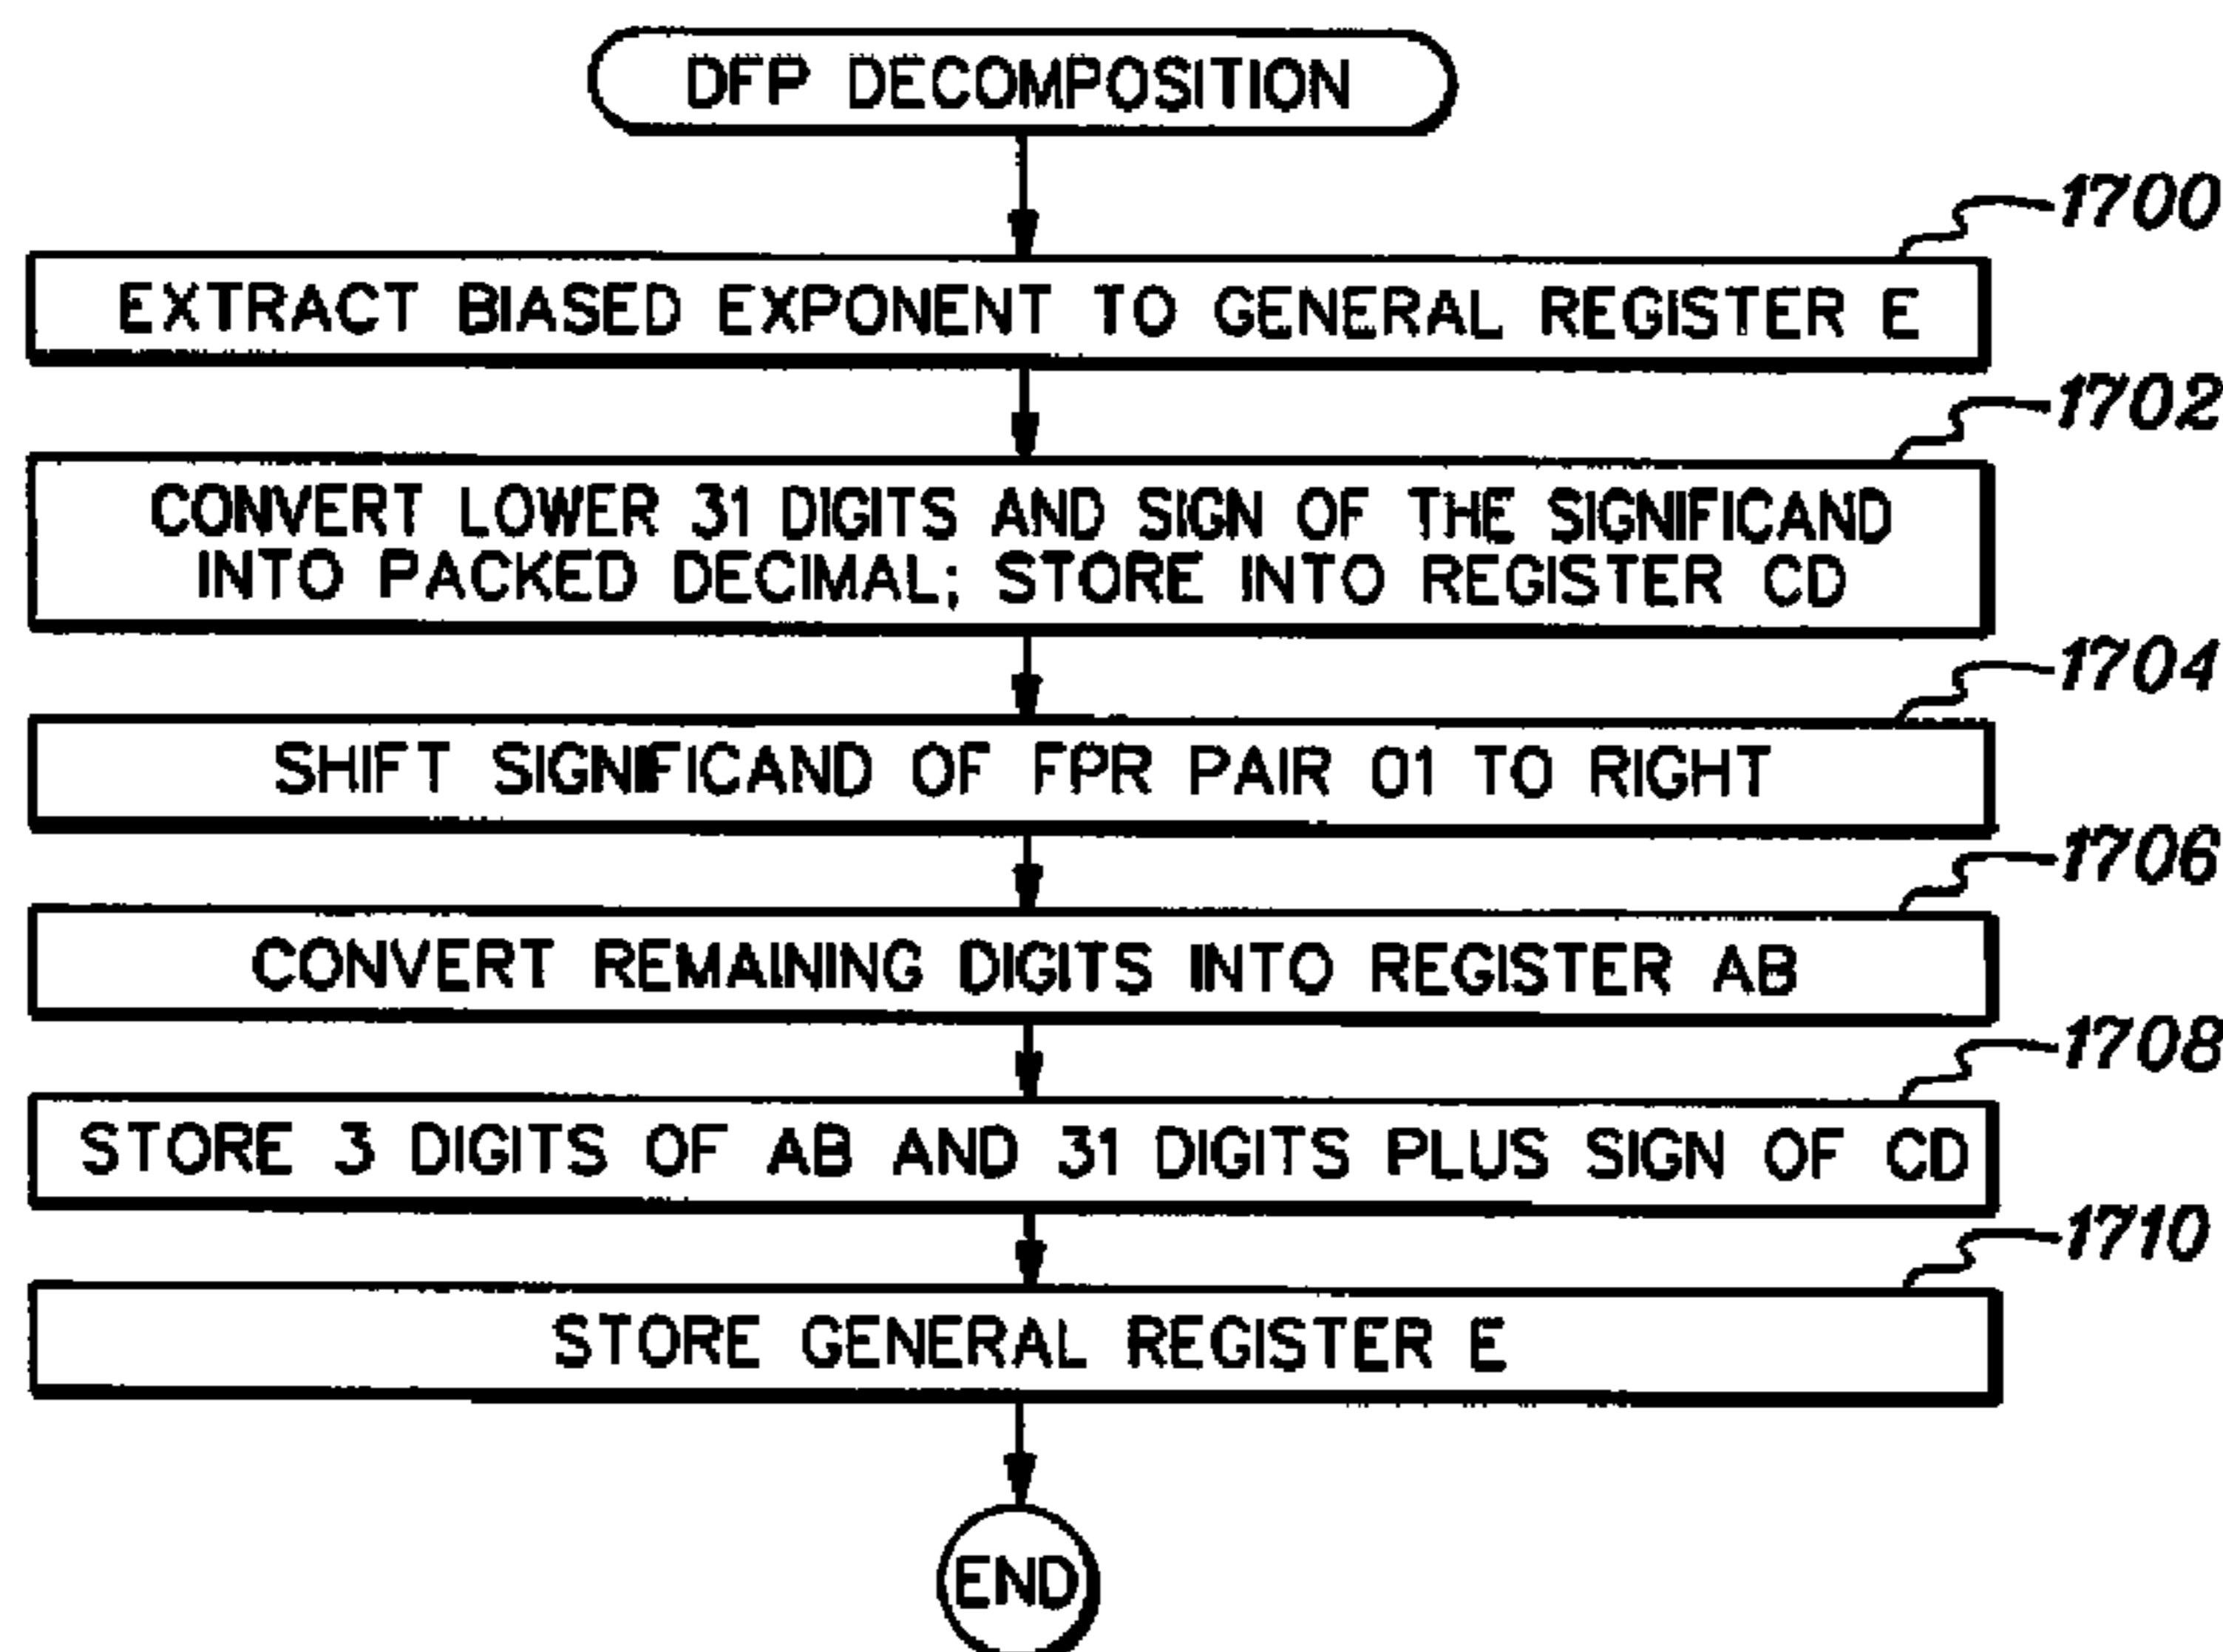 DFP DECOMPOSITION
1700
EXTRACT BIASED EXPONENT TO GENERAL REGISTER E
1702
CONVERT LOWER 31 DIGITS AND SIGN OF THE SIGNIFICAND
INTO PACKED DECIMAL; STORE INTO REGISTER CD
1704
SHIFT SIGNIFICAND OF FPR PAIR 01 TO RIGHT
1706
CONVERT REMAINING DIGITS INTO REGISTER AB
1708
STORE 3 DIGITS OF AB AND 31 DIGITS PLUS SIGN OF CD
1710
STORE GENERAL REGISTER E
END